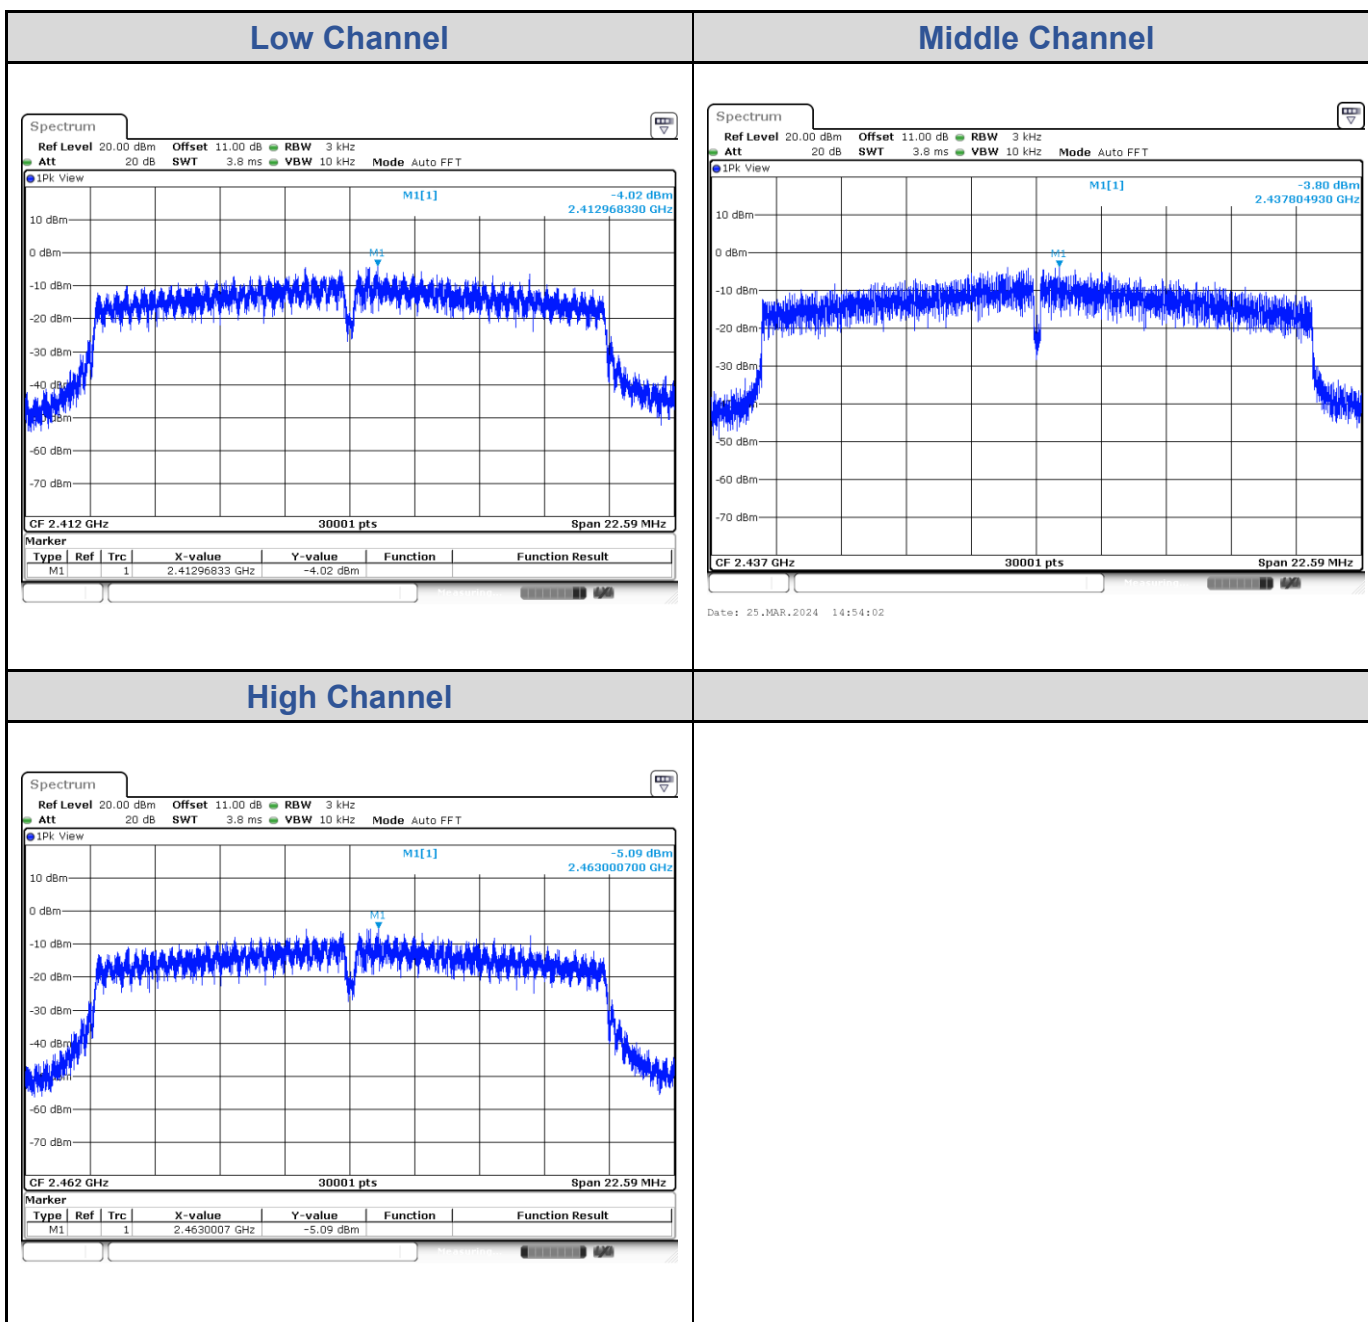 Low Channel
Middle Channel
Spectrum
Ref Level 20.00 dBm Offset 11.00 dB RBW 3 kHz
Att 20 dB SWT 3.8 ms VBW 10 kHz Mode Auto FFT
1Pk View
M1[1] -4.02 dBm
2.412968330 GHz
10 dBm
M1
0 dBm
-10 dBm
-20 dBm
-30 dBm
-60 dBm
-70 dBm
CF 2.412 GHz 30001 pts Span 22.59 MHz
Marker
Type Ref Trc X-value Y-value Function Function Result
M1 1 2.41296833 GHz -4.02 dBm
Measuring
Spectrum
Ref Level 20.00 dBm Offset 11.00 dB RBW 3 kHz
Att 20 dB SWT 3.8 ms VBW 10 kHz Mode Auto FFT
1Pk View
M1[1] -3.80 dBm
2.437804930 GHz
10 dBm
M1
0 dBm
-10 dBm
-20 dBm
-30 dBm
-50 dBm
-60 dBm
-70 dBm
CF 2.437 GHz 30001 pts Span 22.59 MHz
Measuring
Date: 25.MAR.2024 14:54:02
High Channel
Spectrum
Ref Level 20.00 dBm Offset 11.00 dB RBW 3 kHz
Att 20 dB SWT 3.8 ms VBW 10 kHz Mode Auto FFT
1Pk View
M1[1] -5.09 dBm
2.463000700 GHz
10 dBm
M1
0 dBm
-10 dBm
-20 dBm
-30 dBm
-40 dBm
-60 dBm
-70 dBm
CF 2.462 GHz 30001 pts Span 22.59 MHz
Marker
Type Ref Trc X-value Y-value Function Function Result
M1 1 2.4630007 GHz -5.09 dBm
Measuring